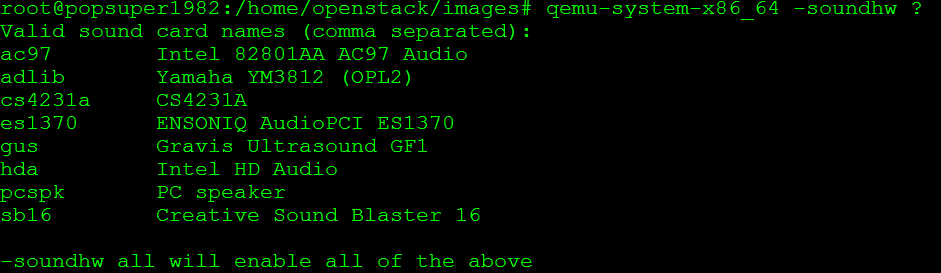 root@popsuper1982:/home/openstack/images# qemu-system-x86_64 -soundhw ?
Valid sound card names (comma separated):
ac97        Intel 82801AA AC97 Audio
adlib       Yamaha YM3812 (OPL2)
cs4231a     CS4231A
es1370      ENSONIQ AudioPCI ES1370
gus         Gravis Ultrasound GF1
hda         Intel HD Audio
pcspk       PC speaker
sb16        Creative Sound Blaster 16
-soundhw all will enable all of the above